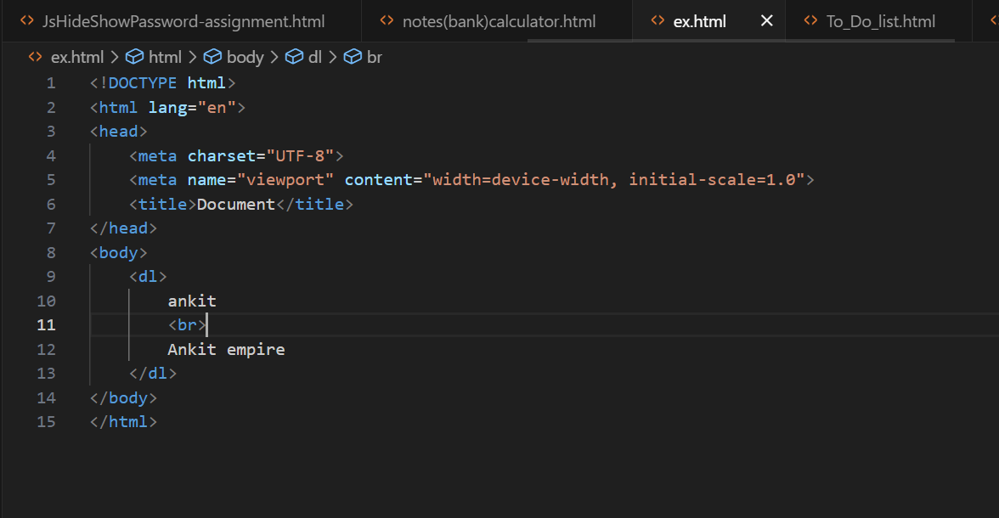 JsHideShowPassword-assignment.html notes(bank)calculator.html ex.html To_Do_list.html
ex.html > html > body > dl > br
1 <!DOCTYPE html>
2 <html lang="en">
3 <head>
4     <meta charset="UTF-8">
5     <meta name="viewport" content="width=device-width, initial-scale=1.0">
6     <title>Document</title>
7 </head>
8 <body>
9     <dl>
10         ankit
11         <br>
12         Ankit empire
13     </dl>
14 </body>
15 </html>